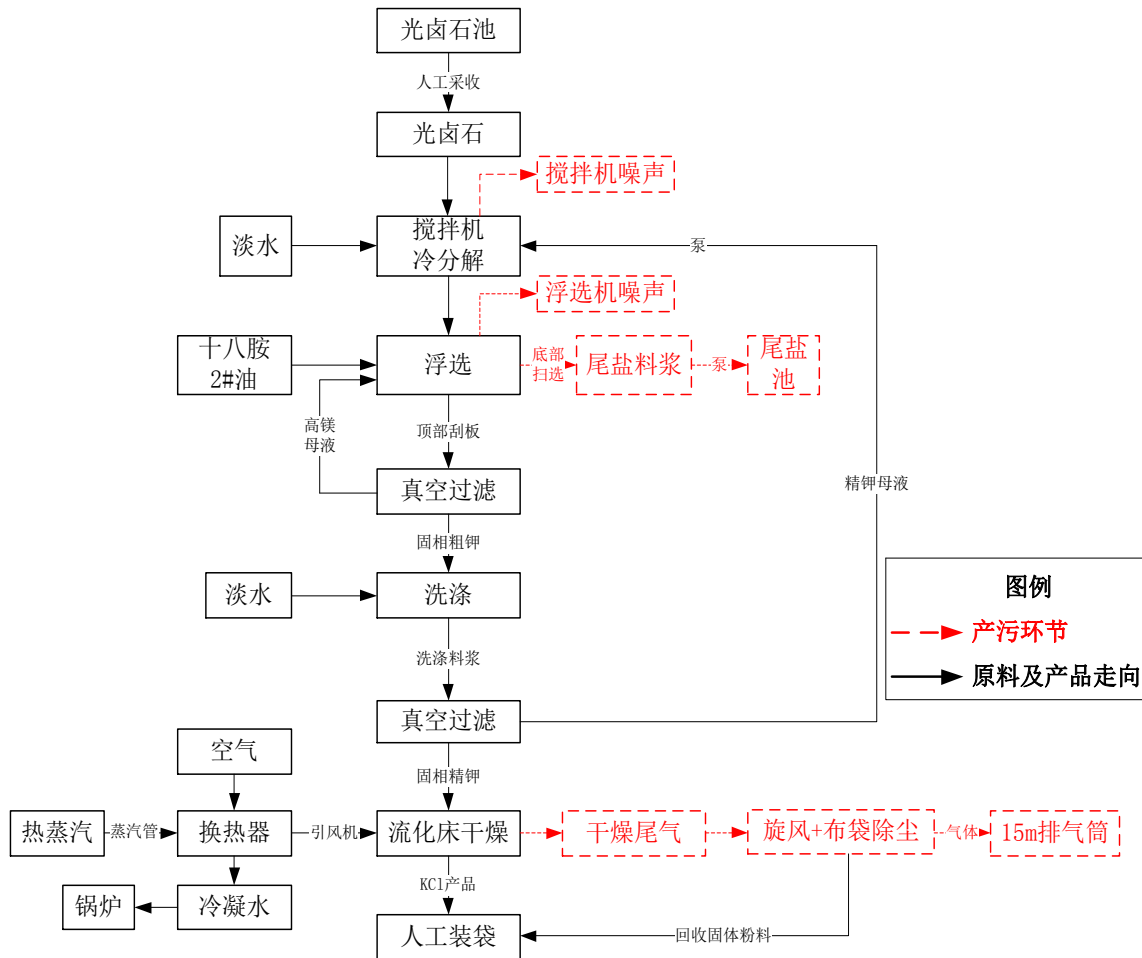 光卤石池
人工采收
光卤石
搅拌机噪声
淡水
搅拌机
冷分解
泵
浮选机噪声
十八胺
2#油
浮选
底部
扫选
尾盐料浆
泵
尾盐
池
高镁
母液
顶部刮板
真空过滤
精钾母液
固相粗钾
淡水
洗涤
图例
产污环节
原料及产品走向
洗涤料浆
真空过滤
空气
固相精钾
热蒸汽
蒸汽管
换热器
引风机
流化床干燥
干燥尾气
旋风+布袋除尘
气体
15m排气筒
KCl产品
锅炉
冷凝水
人工装袋
回收固体粉料